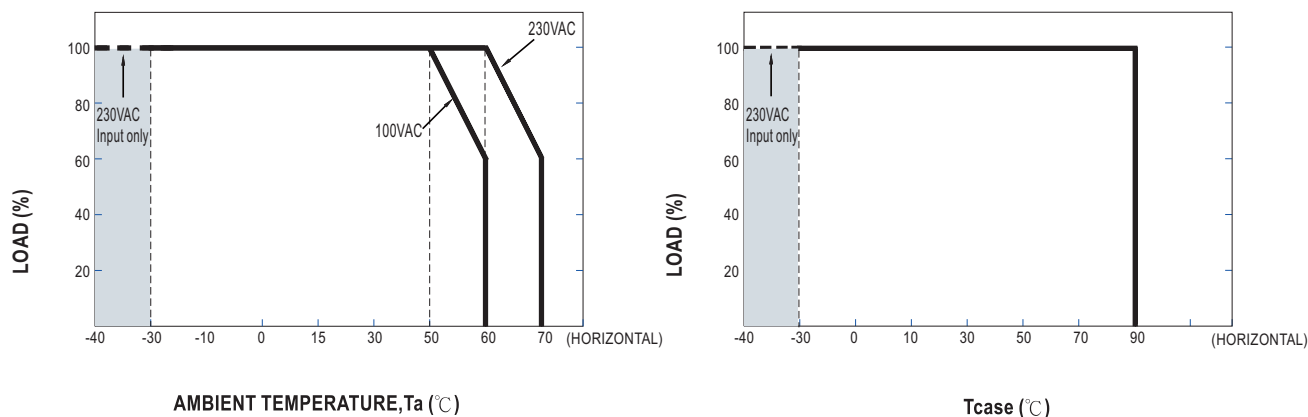 100
80
60
40
20
LOAD (%)
230VAC
Input only
100VAC
230VAC
-40 -30 -10 0 15 30 50 60 70 (HORIZONTAL)
AMBIENT TEMPERATURE,Ta (℃)
100
80
60
40
20
LOAD (%)
230VAC
Input only
-40 -30 0 10 50 70 90 (HORIZONTAL)
Tcase (℃)